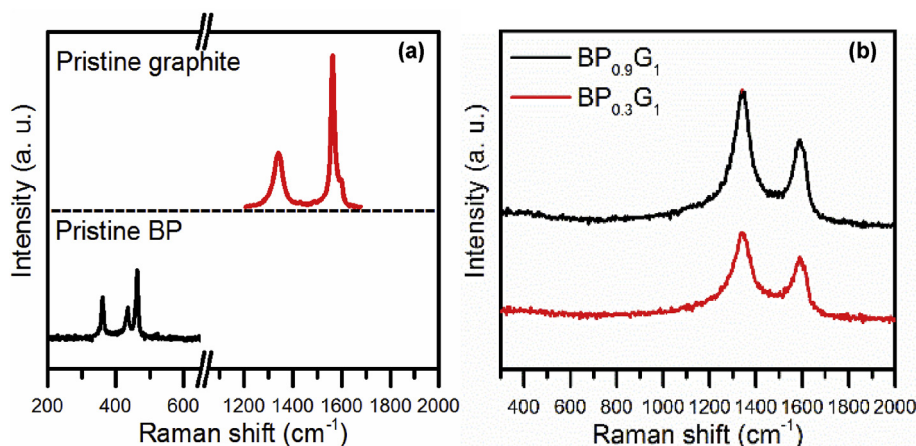 (a)
Pristine graphite
Pristine BP
Intensity (a. u.)
200 400 600 1200 1400 1600 1800 2000
Raman shift (cm⁻¹)
(b)
BP₀.₉G₁
BP₀.₃G₁
Intensity (a. u.)
400 600 800 1000 1200 1400 1600 1800 2000
Raman shift (cm⁻¹)